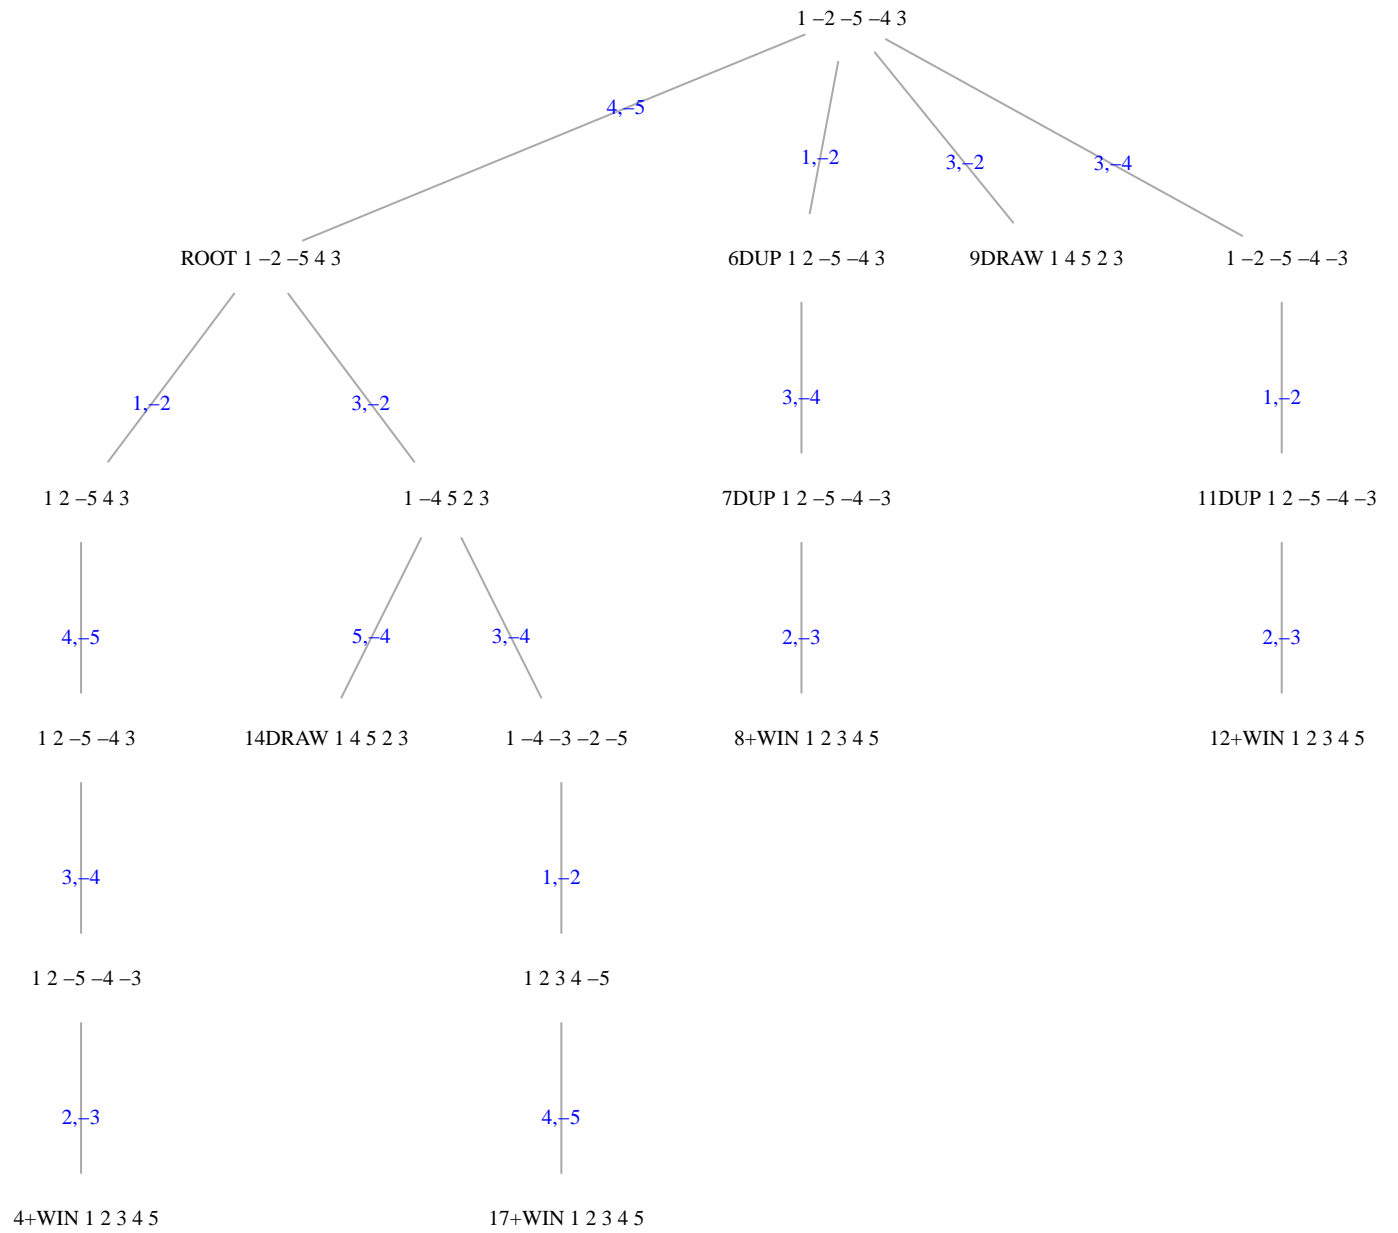 1 –2 –5 –4 3
4,–5
1,–2
3,–2
3,–4
ROOT 1 –2 –5 4 3
6DUP 1 2 –5 –4 3
9DRAW 1 4 5 2 3
1 –2 –5 –4 –3
1,–2
3,–2
3,–4
1,–2
1 2 –5 4 3
1 –4 5 2 3
7DUP 1 2 –5 –4 –3
11DUP 1 2 –5 –4 –3
4,–5
5,–4
3,–4
2,–3
2,–3
1 2 –5 –4 3
14DRAW 1 4 5 2 3
1 –4 –3 –2 –5
8+WIN 1 2 3 4 5
12+WIN 1 2 3 4 5
3,–4
1,–2
1 2 –5 –4 –3
1 2 3 4 –5
2,–3
4,–5
4+WIN 1 2 3 4 5
17+WIN 1 2 3 4 5